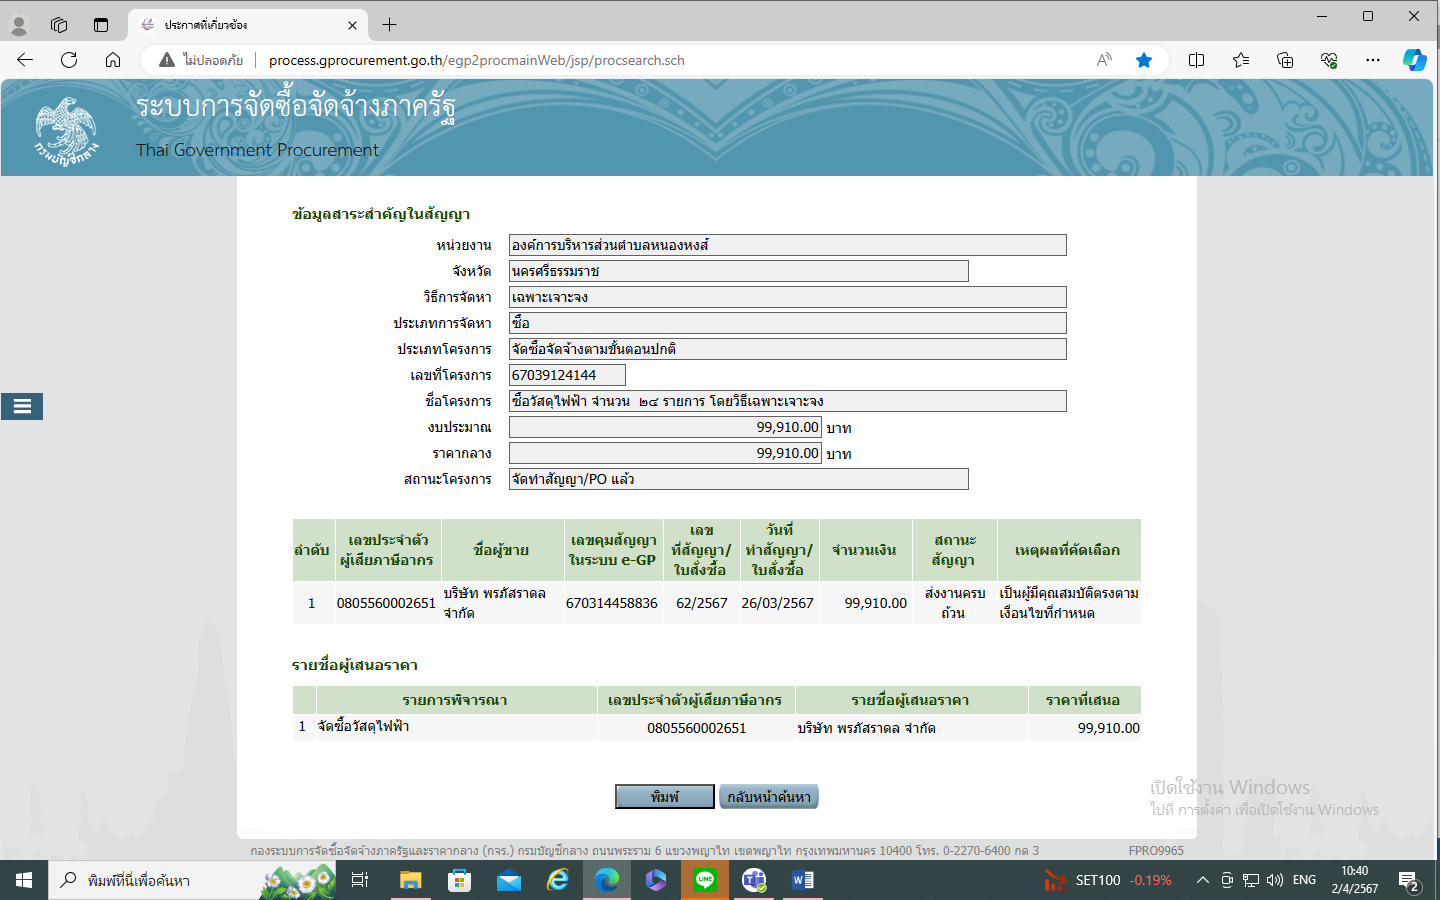 ประกาศที่เกี่ยวข้อง
ไม่ปลอดภัย
process.gprocurement.go.th/egp2procmainWeb/jsp/procsearch.sch
ระบบการจัดซื้อจัดจ้างภาครัฐ
Thai Government Procurement
กรมบัญชีกลาง
ข้อมูลสาระสำคัญในสัญญา
หน่วยงาน องค์การบริหารส่วนตำบลหนองหงส์
จังหวัด นครศรีธรรมราช
วิธีการจัดหา เฉพาะเจาะจง
ประเภทการจัดหา ซื้อ
ประเภทโครงการ จัดซื้อจัดจ้างตามขั้นตอนปกติ
เลขที่โครงการ 67039124144
ชื่อโครงการ ซื้อวัสดุไฟฟ้า จำนวน ๒๔ รายการ โดยวิธีเฉพาะเจาะจง
งบประมาณ 99,910.00 บาท
ราคากลาง 99,910.00 บาท
สถานะโครงการ จัดทำสัญญา/PO แล้ว
ลำดับ เลขประจำตัวผู้เสียภาษีอากร ชื่อผู้ขาย เลขคุมสัญญาในระบบ e-GP เลขที่สัญญา/ใบสั่งซื้อ วันที่ทำสัญญา/ใบสั่งซื้อ จำนวนเงิน สถานะสัญญา เหตุผลที่คัดเลือก
1 0805560002651 บริษัท พรภัสราดล จำกัด 670314458836 62/2567 26/03/2567 99,910.00 ส่งงานครบถ้วน เป็นผู้มีคุณสมบัติตรงตามเงื่อนไขที่กำหนด
รายชื่อผู้เสนอราคา
รายการพิจารณา เลขประจำตัวผู้เสียภาษีอากร รายชื่อผู้เสนอราคา ราคาที่เสนอ
1 จัดซื้อวัสดุไฟฟ้า 0805560002651 บริษัท พรภัสราดล จำกัด 99,910.00
พิมพ์ กลับหน้าค้นหา
เปิดใช้งาน Windows
ไปที่ การตั้งค่า เพื่อเปิดใช้งาน Windows
กองระบบการจัดซื้อจัดจ้างภาครัฐและราคากลาง (กจร.) กรมบัญชีกลาง ถนนพระราม 6 แขวงพญาไท เขตพญาไท กรุงเทพมหานคร 10400 โทร. 0-2270-6400 กด 3 FPRO9965
พิมพ์ที่นี่เพื่อค้นหา
LINE
W
SET100 -0.19%
ENG
10:40
2/4/2567
2